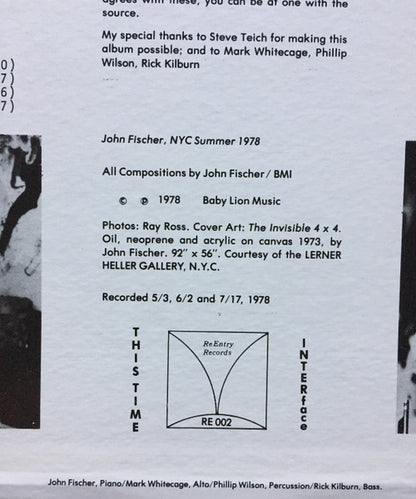 agrees with these, you can be at one with the
source.
My special thanks to Steve Teich for making this
album possible; and to Mark Whitecage, Phillip
Wilson, Rick Kilburn
0)
7)
6)
7)
John Fischer, NYC Summer 1978
All Compositions by John Fischer / BMI
© ℗ 1978 Baby Lion Music
Photos: Ray Ross. Cover Art: The Invisible 4 x 4.
Oil, neoprene and acrylic on canvas 1973, by
John Fischer. 92" x 56". Courtesy of the LERNER
HELLER GALLERY, N.Y.C.
Recorded 5/3, 6/2 and 7/17, 1978
THIS TIME
ReEntry
Records
RE 002
INTERface
John Fischer, Piano/Mark Whitecage, Alto/Phillip Wilson, Percussion/Rick Kilburn, Bass.